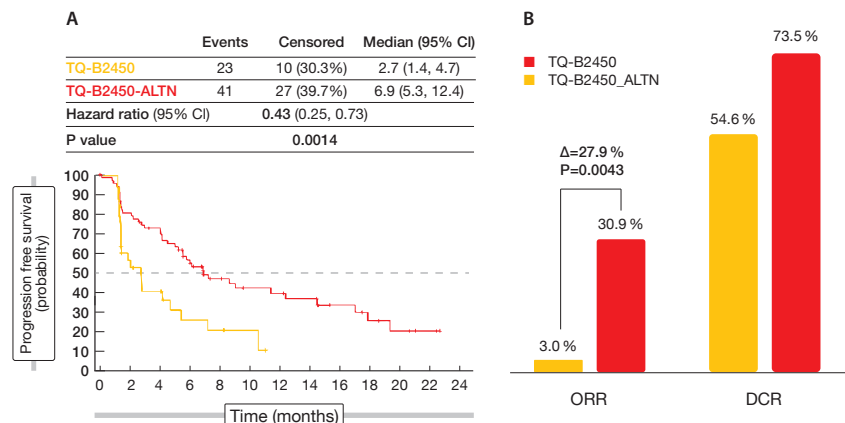 A
Events Censored Median (95% CI)
TQ-B2450 23 10 (30.3%) 2.7 (1.4, 4.7)
TQ-B2450-ALTN 41 27 (39.7%) 6.9 (5.3, 12.4)
Hazard ratio (95% CI) 0.43 (0.25, 0.73)
P value 0.0014
Progression free survival
(probability)
100
90
80
70
60
50
40
30
20
10
0
0 2 4 6 8 10 12 14 16 18 20 22 24
Time (months)
B
TQ-B2450
TQ-B2450_ALTN
Δ=27.9 %
P=0.0043
3.0 %
30.9 %
54.6 %
73.5 %
ORR DCR